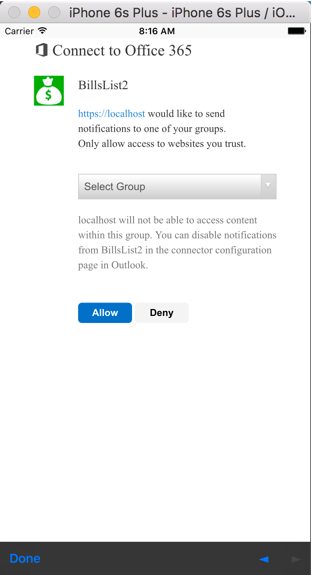 iPhone 6s Plus - iPhone 6s Plus / iO...
Carrier 8:16 AM
Connect to Office 365
BillsList2
https://localhost would like to send
notifications to one of your groups.
Only allow access to websites you trust.
Select Group
localhost will not be able to access content
within this group. You can disable notifications
from BillsList2 in the connector configuration
page in Outlook.
Allow Deny
Done